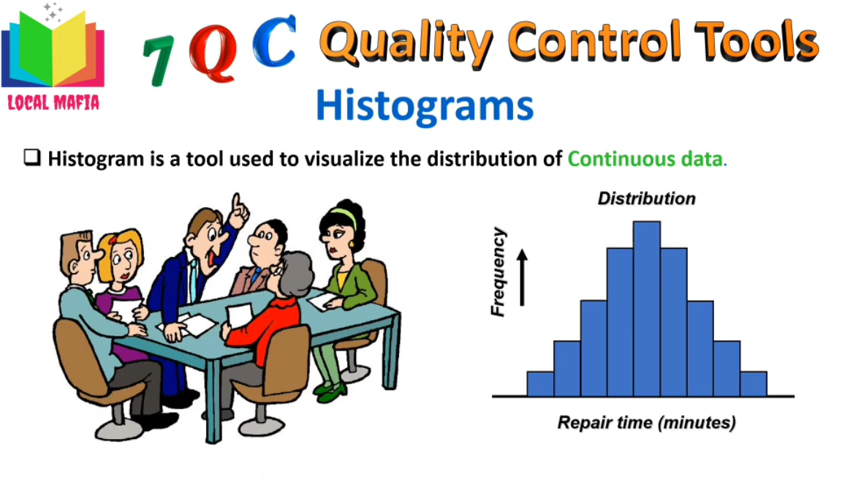 LOCAL MAFIA
7 Q C Quality Control Tools
Histograms
Histogram is a tool used to visualize the distribution of Continuous data.
Distribution
Frequency
Repair time (minutes)